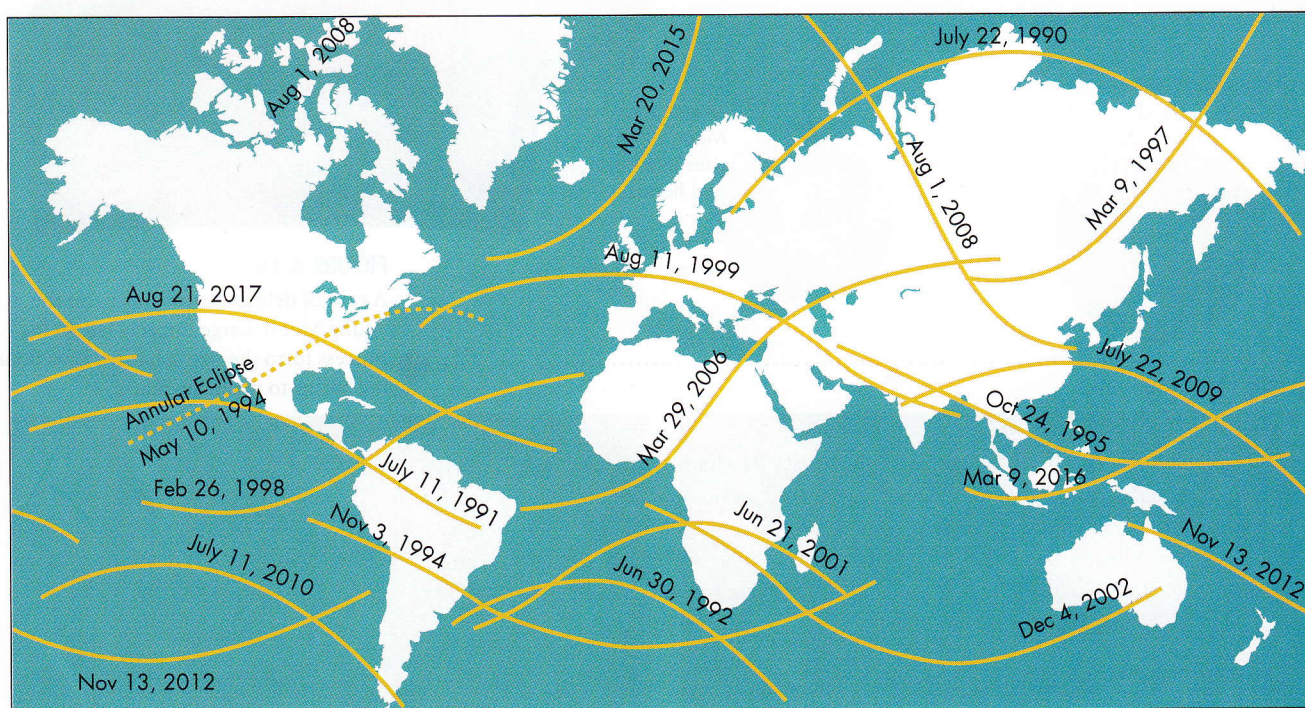 Aug 1, 2008
Mar 20, 2015
July 22, 1990
Aug 1, 2008
Mar 9, 1997
Aug 11, 1999
Aug 21, 2017
Annular Eclipse
May 10, 1994
Mar 29, 2006
July 22, 2009
Oct 24, 1995
Mar 9, 2016
Feb 26, 1998
July 11, 1991
Nov 3, 1994
Jun 21, 2001
Nov 13, 2012
July 11, 2010
Jun 30, 1992
Dec 4, 2002
Nov 13, 2012